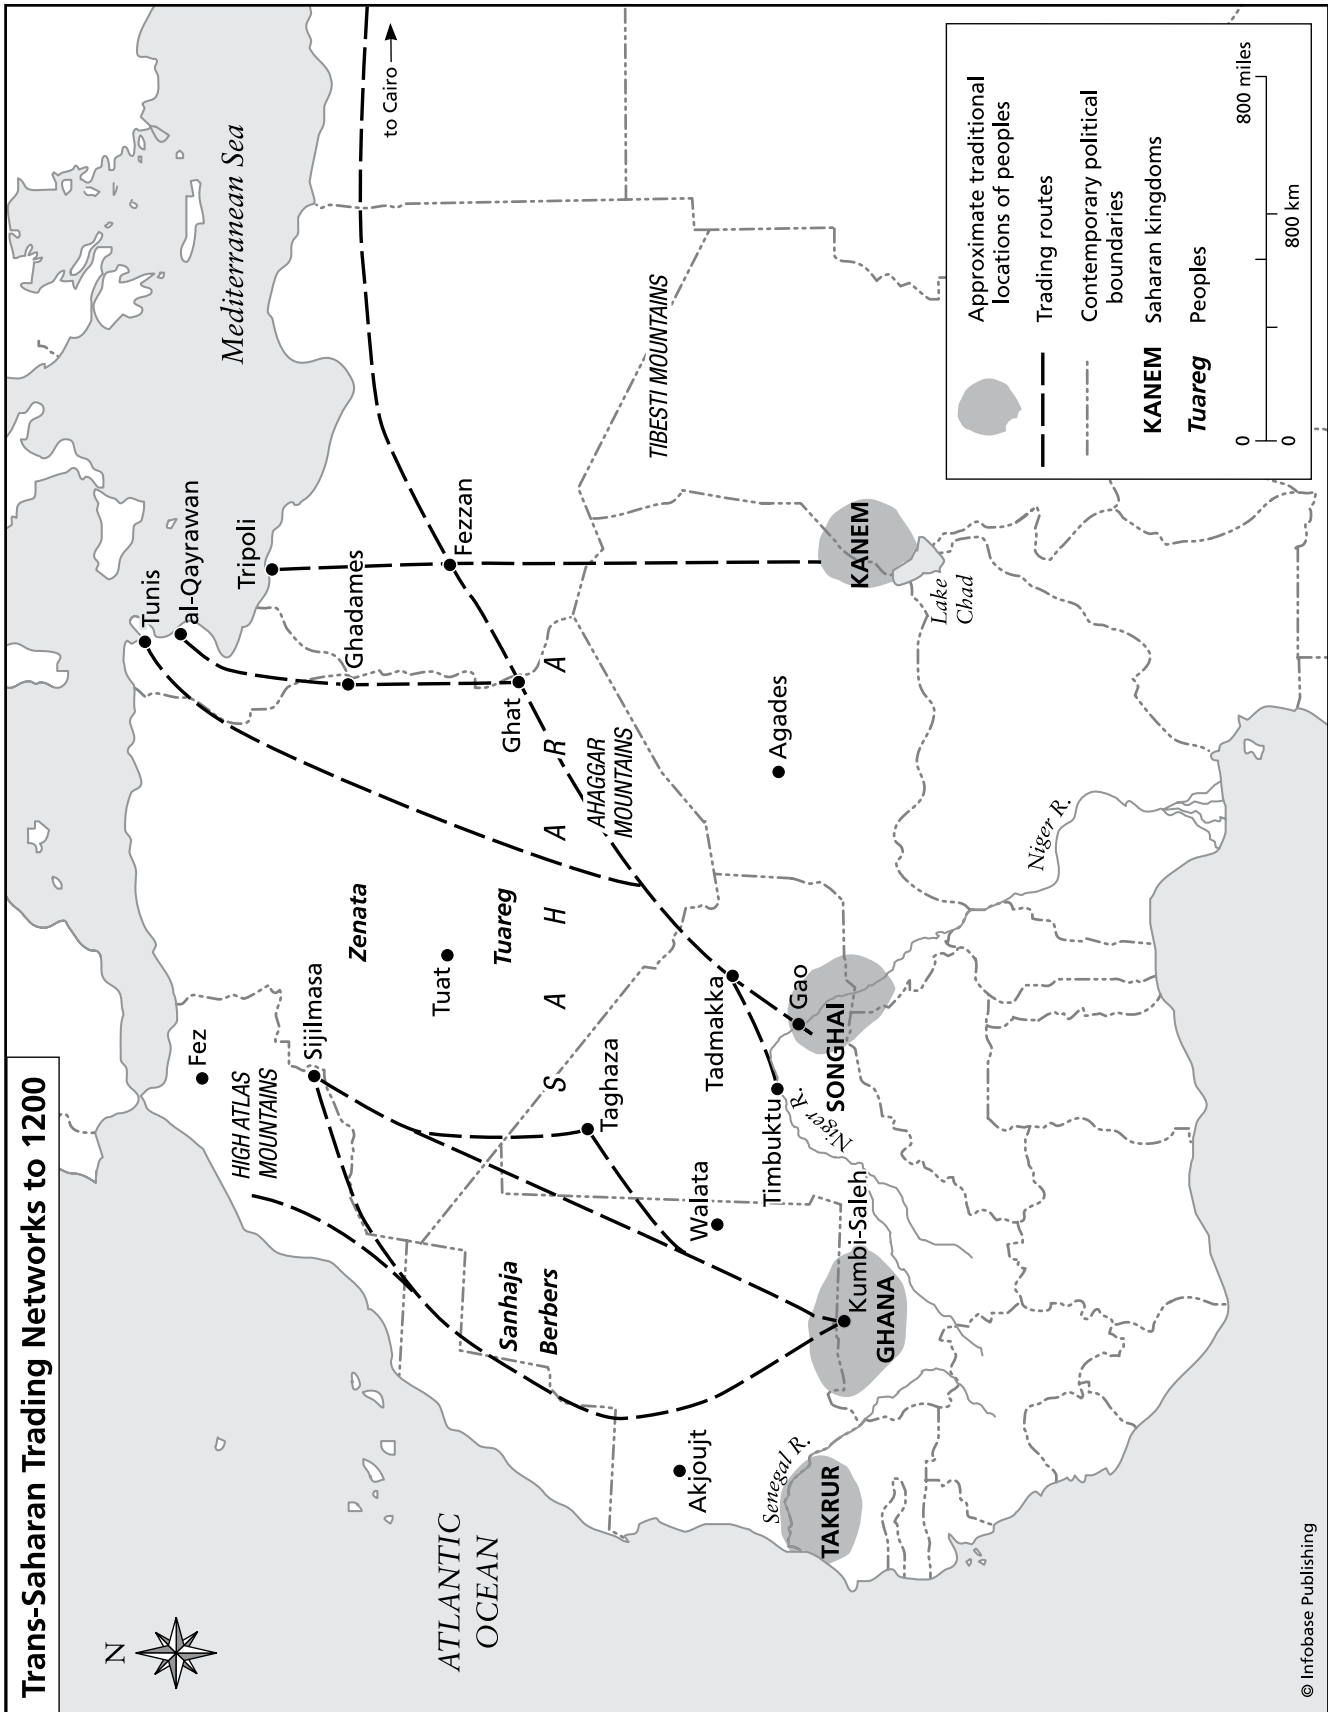 Trans-Saharan Trading Networks to 1200
N
ATLANTIC
OCEAN
Mediterranean Sea
to Cairo
Tunis
al-Qayrawan
Tripoli
Ghadames
Fezzan
Ghat
Fez
HIGH ATLAS
MOUNTAINS
Sijilmasa
Zenata
Tuat
Tuareg
S A H A R A
AHAGGAR
MOUNTAINS
TIBESTI MOUNTAINS
Sanhaja
Berbers
Taghaza
Walata
Tadmakka
Timbuktu
Gao
Agades
Akjoujt
Niger R.
SONGHAI
Kumbi-Saleh
GHANA
Senegal R.
TAKRUR
KANEM
Lake
Chad
Niger R.
Approximate traditional
locations of peoples
Trading routes
Contemporary political
boundaries
KANEM Saharan kingdoms
Tuareg Peoples
0 800 miles
0 800 km
© Infobase Publishing